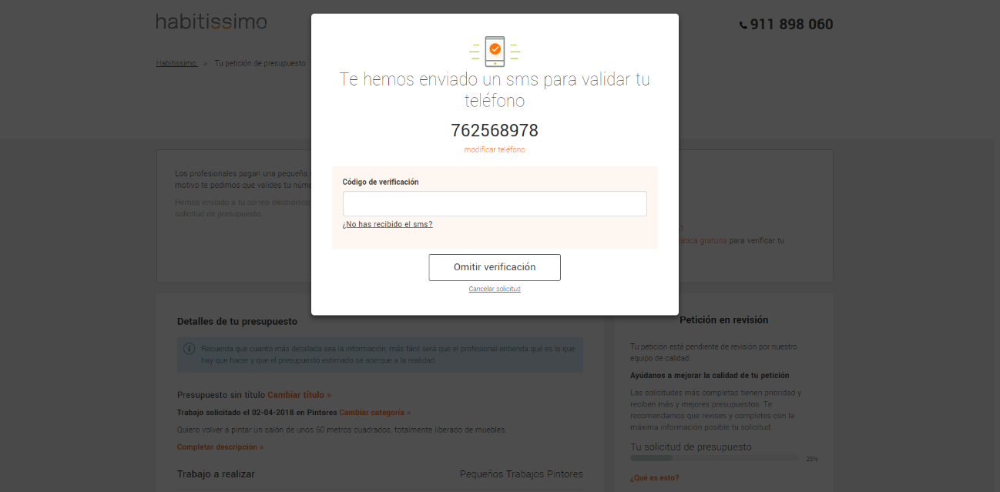 habitissimo
911 898 060
Habitissimo > Tu petición de presupuesto
Te hemos enviado un sms para validar tu
teléfono
762568978
modificar teléfono
Código de verificación
¿No has recibido el sms?
Omitir verificación
Cancelar solicitud
Los profesionales pagan una pequeña
motivo te pedimos que valides tu núme
Hemos enviado a tu correo electrónico
solicitud de presupuesto.
ática gratuita para verificar tu
Detalles de tu presupuesto
Recuerda que cuanto más detallada sea la información, más fácil será que el profesional entienda qué es lo que
hay que hacer y que el presupuesto estimado se acerque a la realidad.
Presupuesto sin título Cambiar título »
Trabajo solicitado el 02-04-2018 en Pintores Cambiar categoría »
Quiero volver a pintar un salón de unos 60 metros cuadrados, totalmente liberado de muebles.
Completar descripción »
Trabajo a realizar Pequeños Trabajos Pintores
Petición en revisión
Tu petición está pendiente de revisión por nuestro
equipo de calidad.
Ayúdanos a mejorar la calidad de tu petición
Las solicitudes más completas tienen prioridad y
reciben más y mejores presupuestos. Te
recomendamos que revises y completes con la
máxima información posible tu solicitud.
Tu solicitud de presupuesto
25%
¿Qué es esto?